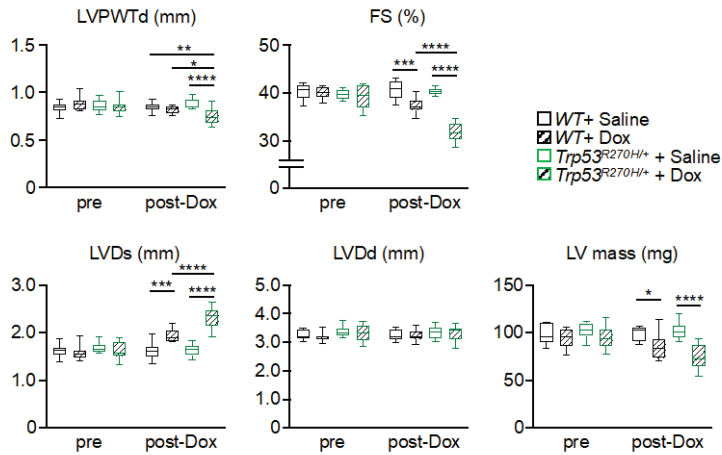 LVPWTd (mm)
1.5
1.0
0.5
0
**
*
****
pre
post-Dox
FS (%)
50
40
30
0
***
****
****
pre
post-Dox
WT + Saline
WT + Dox
Trp53R270H/+ + Saline
Trp53R270H/+ + Dox
LVDs (mm)
3.0
2.0
1.0
0
***
****
****
pre
post-Dox
LVDd (mm)
5.0
4.0
3.0
2.0
1.0
0
pre
post-Dox
LV mass (mg)
150
100
50
0
*
****
pre
post-Dox